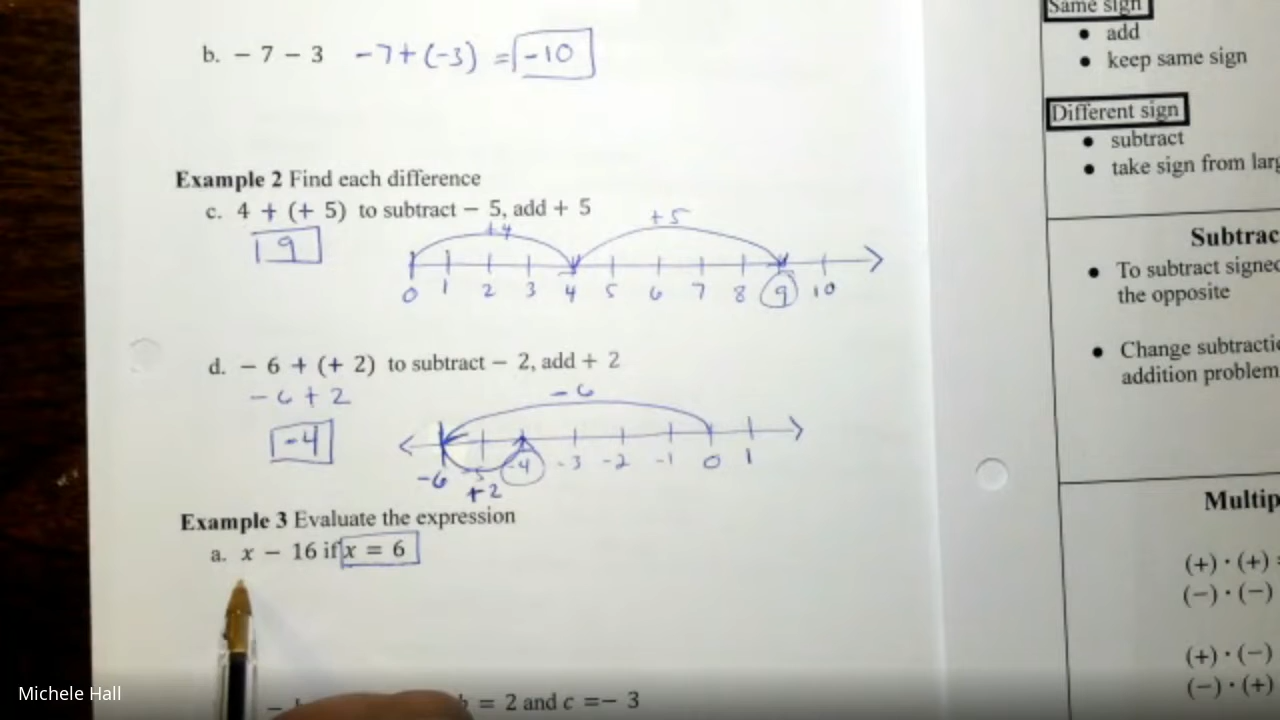 b. − 7 − 3 -7+(-3) = -10
Example 2 Find each difference
c. 4 + (+ 5) to subtract − 5, add + 5
9
+4 +5
0 1 2 3 4 5 6 7 8 9 10
d. − 6 + (+ 2) to subtract − 2, add + 2
-6+2
-4
-6
-6 -5 -4 -3 -2 -1 0 1
+2
Example 3 Evaluate the expression
a. x − 16 if x = 6
= 2 and c =− 3
Same sign
● add
● keep same sign
Different sign
● subtract
● take sign from
Subtrac
● To subtract signed
the opposite
● Change subtracti
addition problem
Multip
(+) · (+) =
(−) · (−)
(+) · (−)
(−) · (+)
Michele Hall